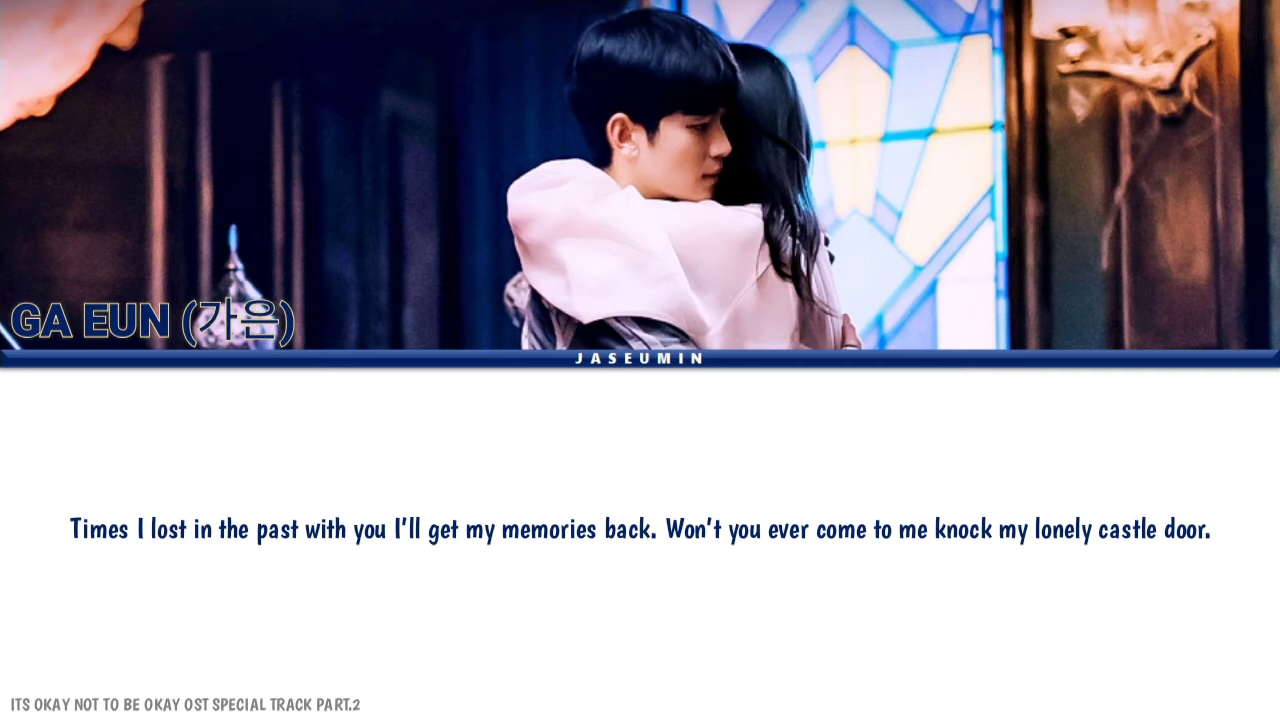 GA EUN (가은)
JASEUMIN
Times I lost in the past with you I’ll get my memories back. Won’t you ever come to me knock my lonely castle door.
ITS OKAY NOT TO BE OKAY OST SPECIAL TRACK PART.2